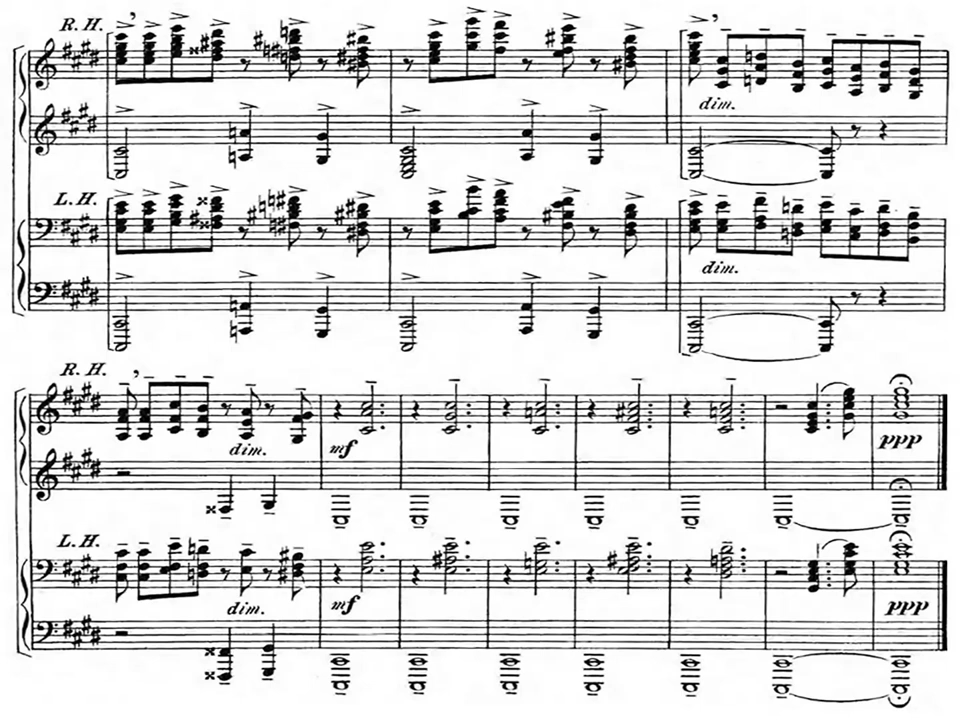 R. H.
dim.
L. H.
dim.
R. H.
dim.
mf
ppp
L. H.
dim.
mf
ppp